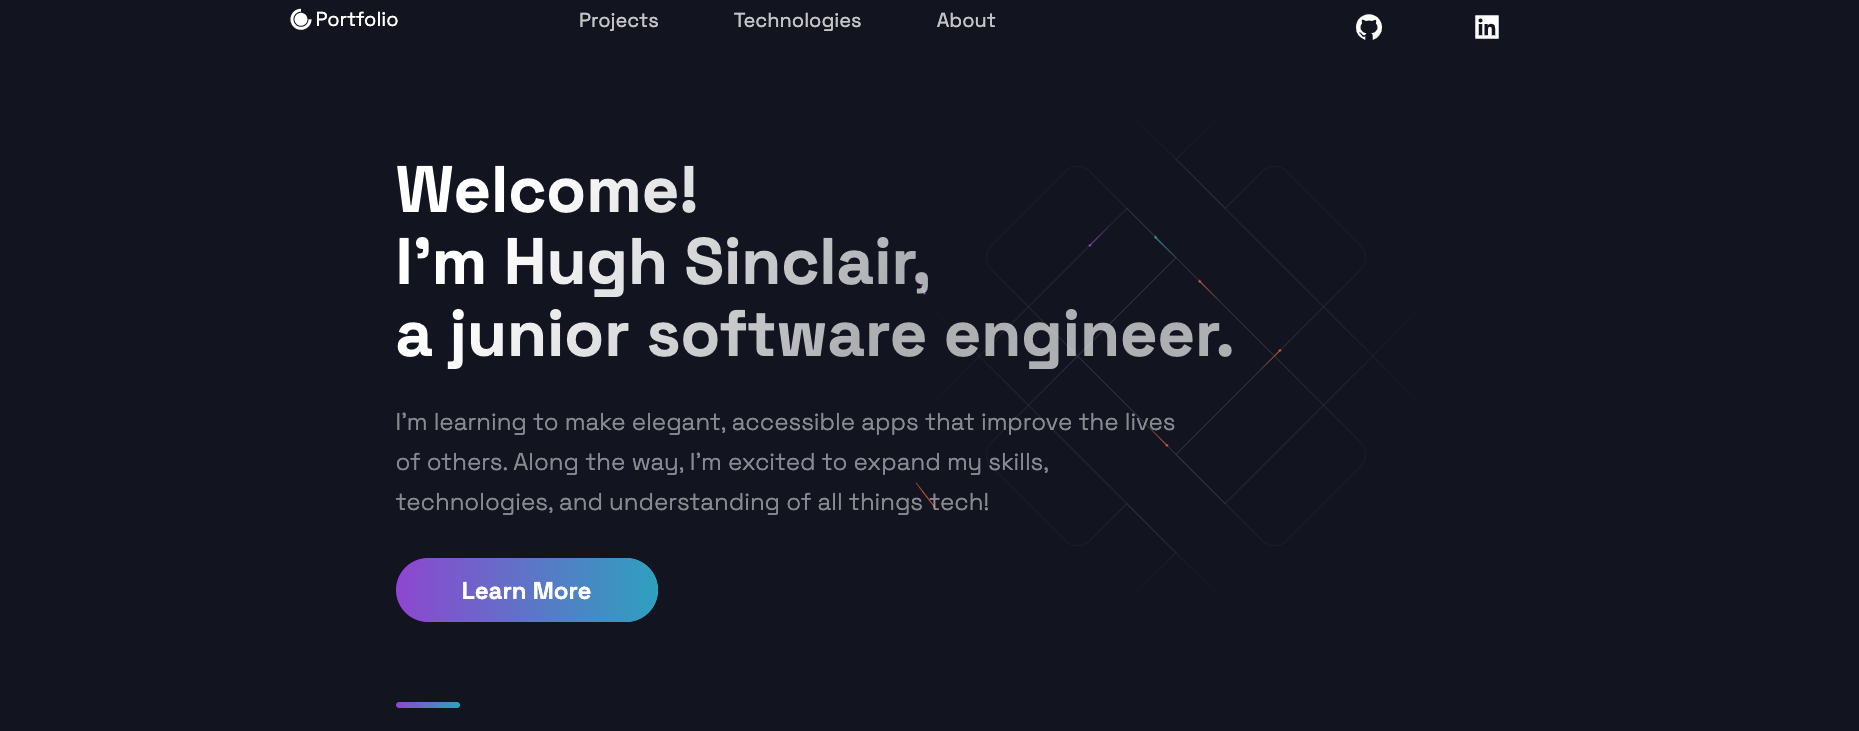 Portfolio
Projects
Technologies
About
Welcome!
I'm Hugh Sinclair,
a junior software engineer.
I'm learning to make elegant, accessible apps that improve the lives
of others. Along the way, I'm excited to expand my skills,
technologies, and understanding of all things tech!
Learn More